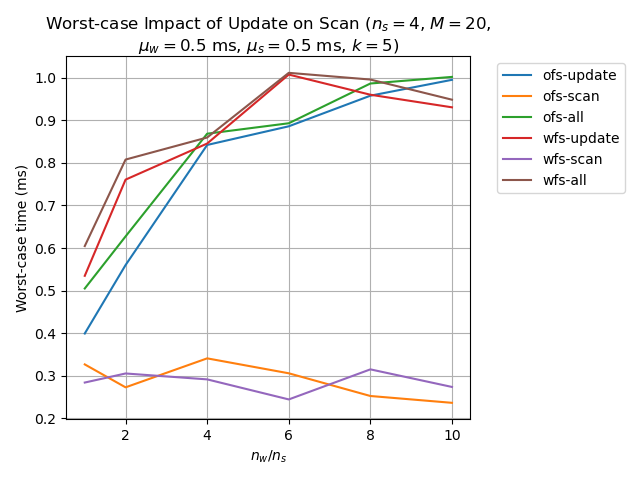 Worst-case Impact of Update on Scan (nₛ = 4, M = 20,
μ_w = 0.5 ms, μₛ = 0.5 ms, k = 5)
Worst-case time (ms)
1.0
0.9
0.8
0.7
0.6
0.5
0.4
0.3
0.2
2 4 6 8 10
n_w/nₛ
ofs-update
ofs-scan
ofs-all
wfs-update
wfs-scan
wfs-all